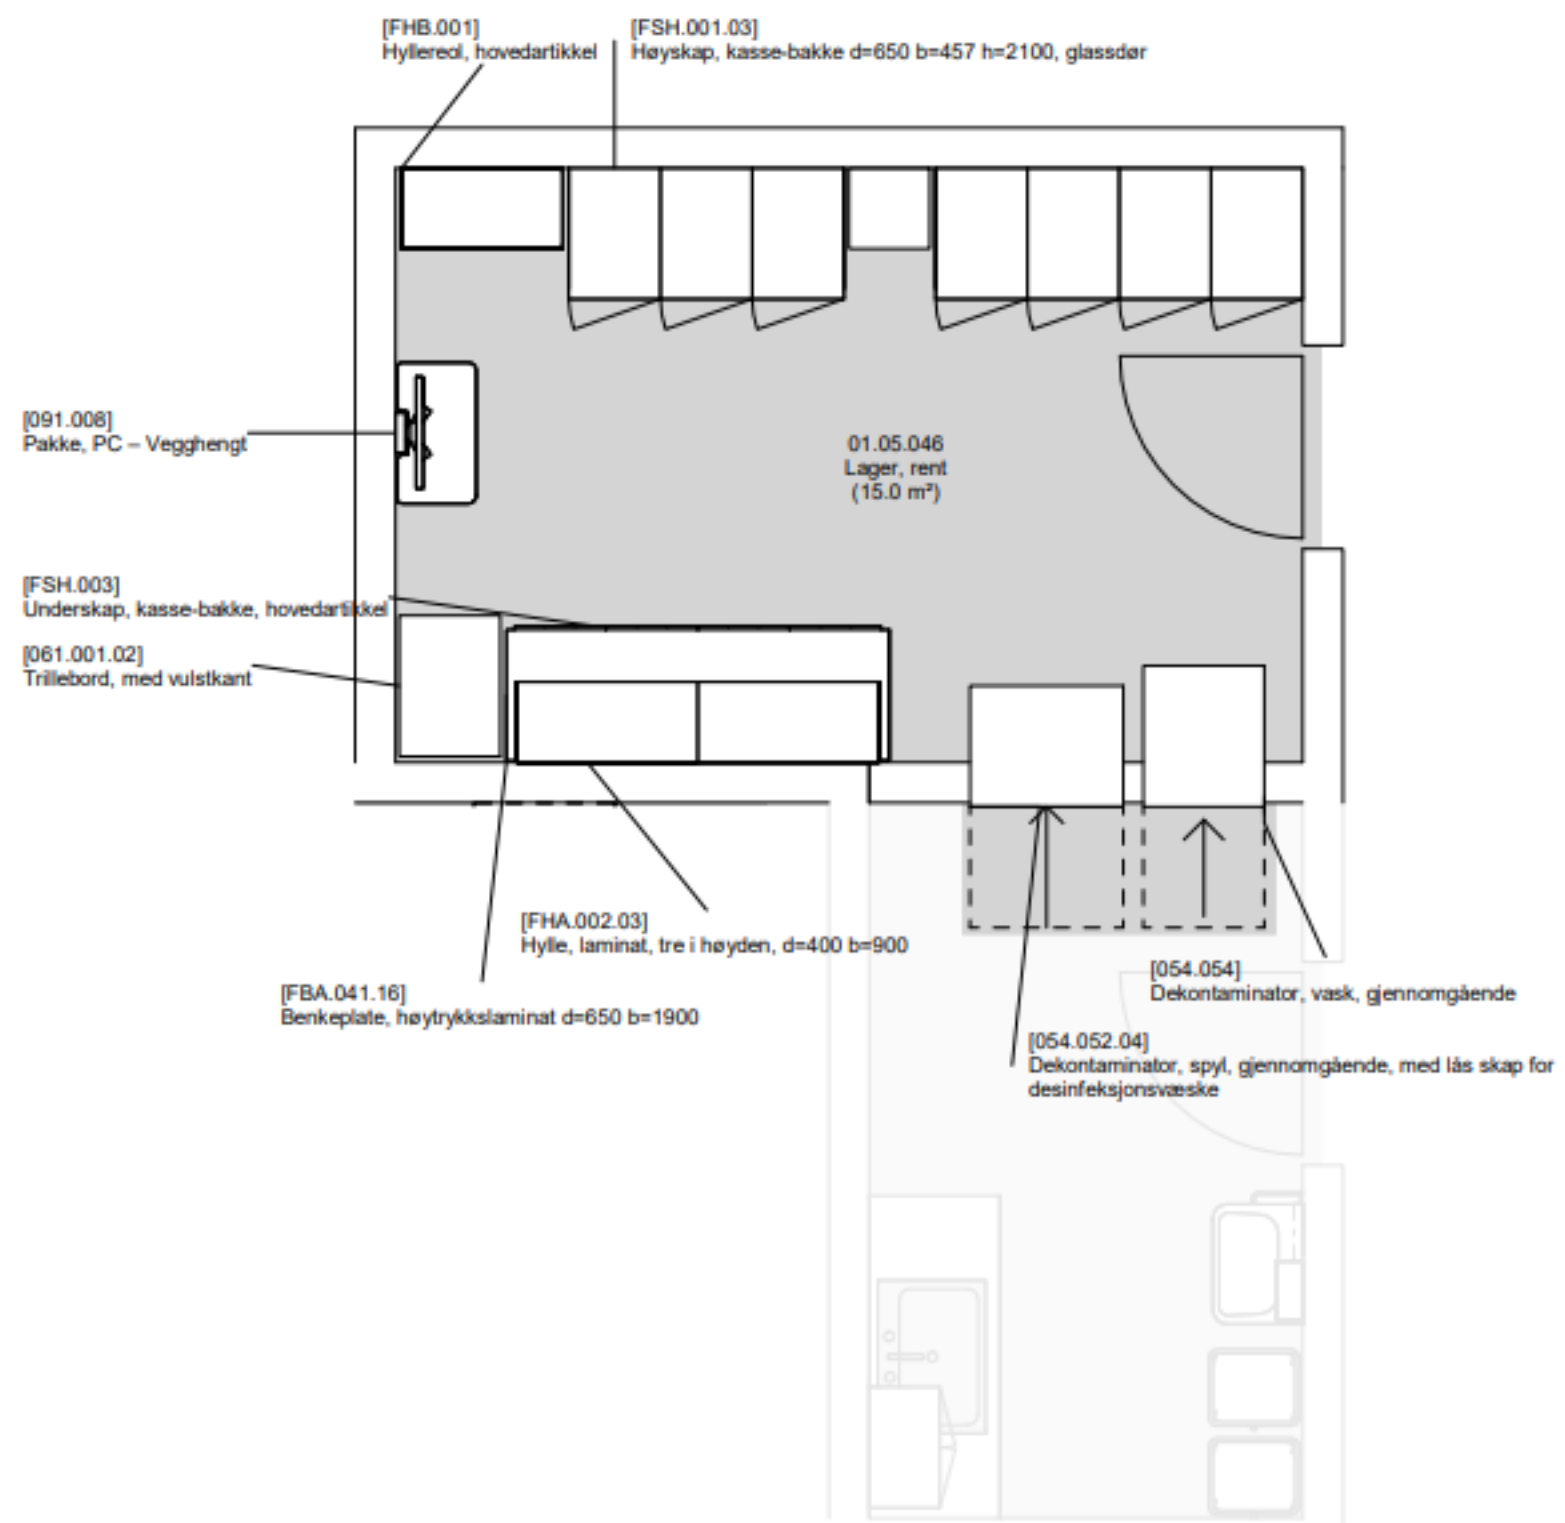 [FHB.001]
Hyllereol, hovedartikkel
[FSH.001.03]
Høyskap, kasse-bakke d=650 b=457 h=2100, glassdør
[091.008]
Pakke, PC – Vegghengt
01.05.046
Lager, rent
(15.0 m²)
[FSH.003]
Underskap, kasse-bakke, hovedartikkel
[061.001.02]
Trillebord, med vulstkant
[FHA.002.03]
Hylle, laminat, tre i høyden, d=400 b=900
[FBA.041.16]
Benkeplate, høytrykkslaminat d=650 b=1900
[054.054]
Dekontaminator, vask, gjennomgående
[054.052.04]
Dekontaminator, spyl, gjennomgående, med lås skap for
desinfeksjonsvæske